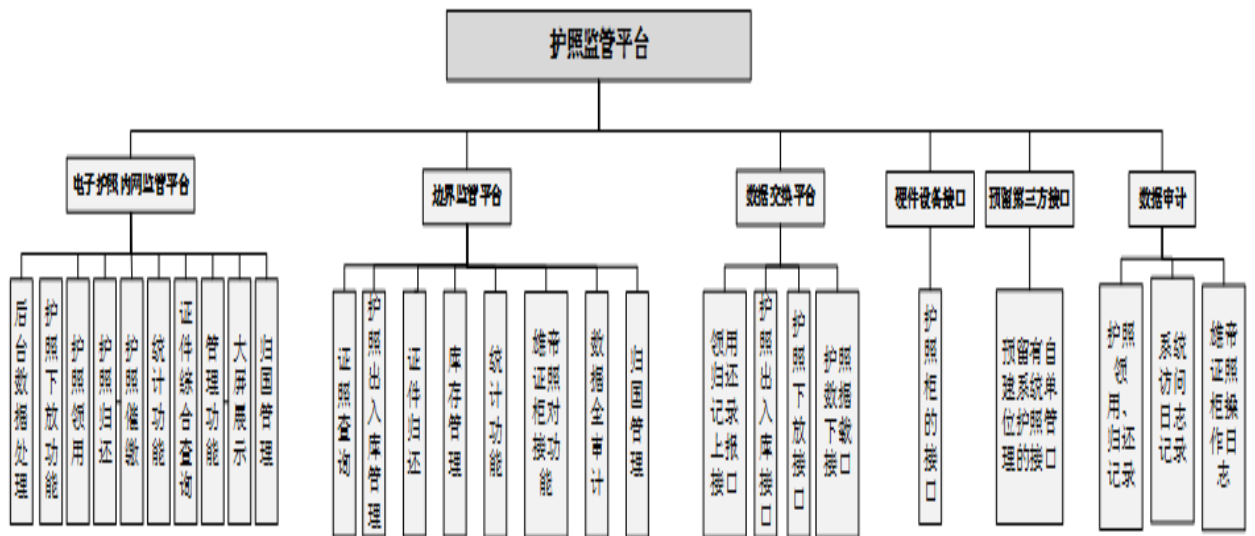 护照监管平台
电子护照内网监管平台
边界监管平台
数据交换平台
硬件设备接口
预留第三方接口
数据审计
后台数据处理
护照下放功能
护照领用
护照归还
护照催缴
统计功能
证件综合查询
管理功能
大屏展示
归国管理
证照查询
护照出入库管理
证件归还
库存管理
统计功能
雄帝证照柜对接功能
数据全审计
归国管理
领用归还记录上报接口
护照出入库接口
护照下放接口
护照数据下载接口
护照柜的接口
预留有自建系统单位护照管理的接口
护照领用、归还记录
系统访问日志记录
雄帝证照柜操作日志